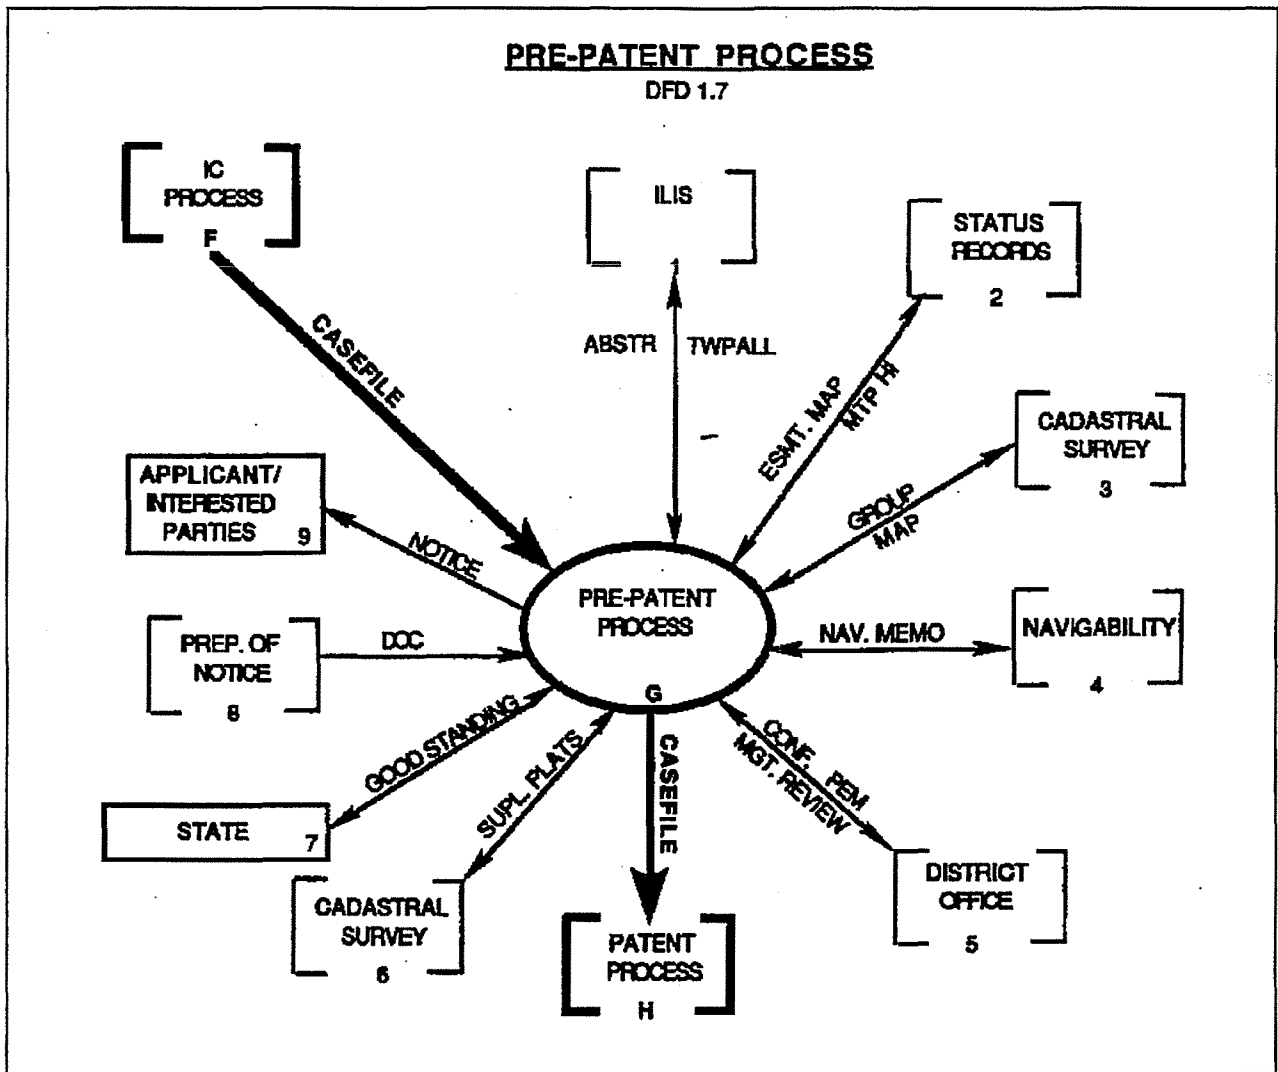 PRE-PATENT PROCESS
DFD 1.7
IC
PROCESS
F
ILIS
1
STATUS
RECORDS
2
CASEFILE
ABSTR
TWPALL
ESMT. MAP
MTP HI
CADASTRAL
SURVEY
3
GROUP
MAP
APPLICANT/
INTERESTED
PARTIES
9
NOTICE
PRE-PATENT
PROCESS
G
NAV. MEMO
NAVIGABILITY
4
PREP. OF
NOTICE
8
DOC
GOOD STANDING
STATE
7
SUPL. PLATS
CADASTRAL
SURVEY
6
CASEFILE
CONF. PEM
MGT. REVIEW
DISTRICT
OFFICE
5
PATENT
PROCESS
H